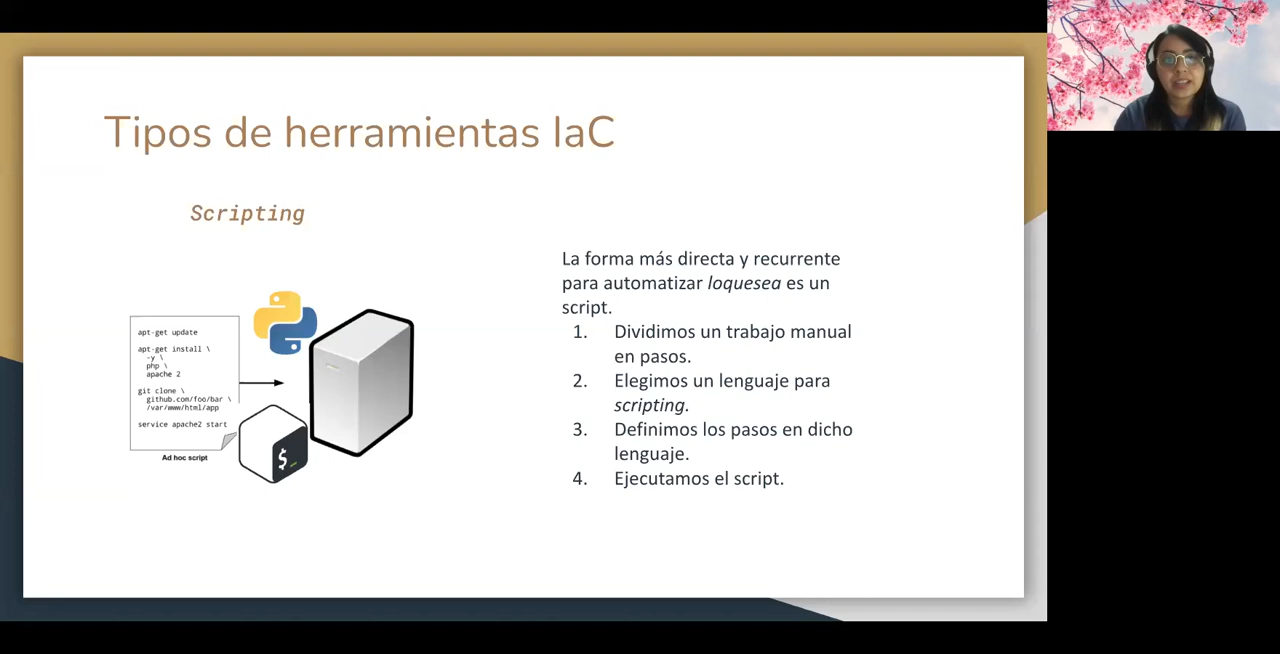 Tipos de herramientas IaC
Scripting
apt-get update
apt-get install \
-y \
php \
apache 2
git clone \
github.com/foo/bar \
/var/www/html/app
service apache2 start
Ad hoc script
$_
La forma más directa y recurrente
para automatizar loquesea es un
script.
1. Dividimos un trabajo manual
en pasos.
2. Elegimos un lenguaje para
scripting.
3. Definimos los pasos en dicho
lenguaje.
4. Ejecutamos el script.